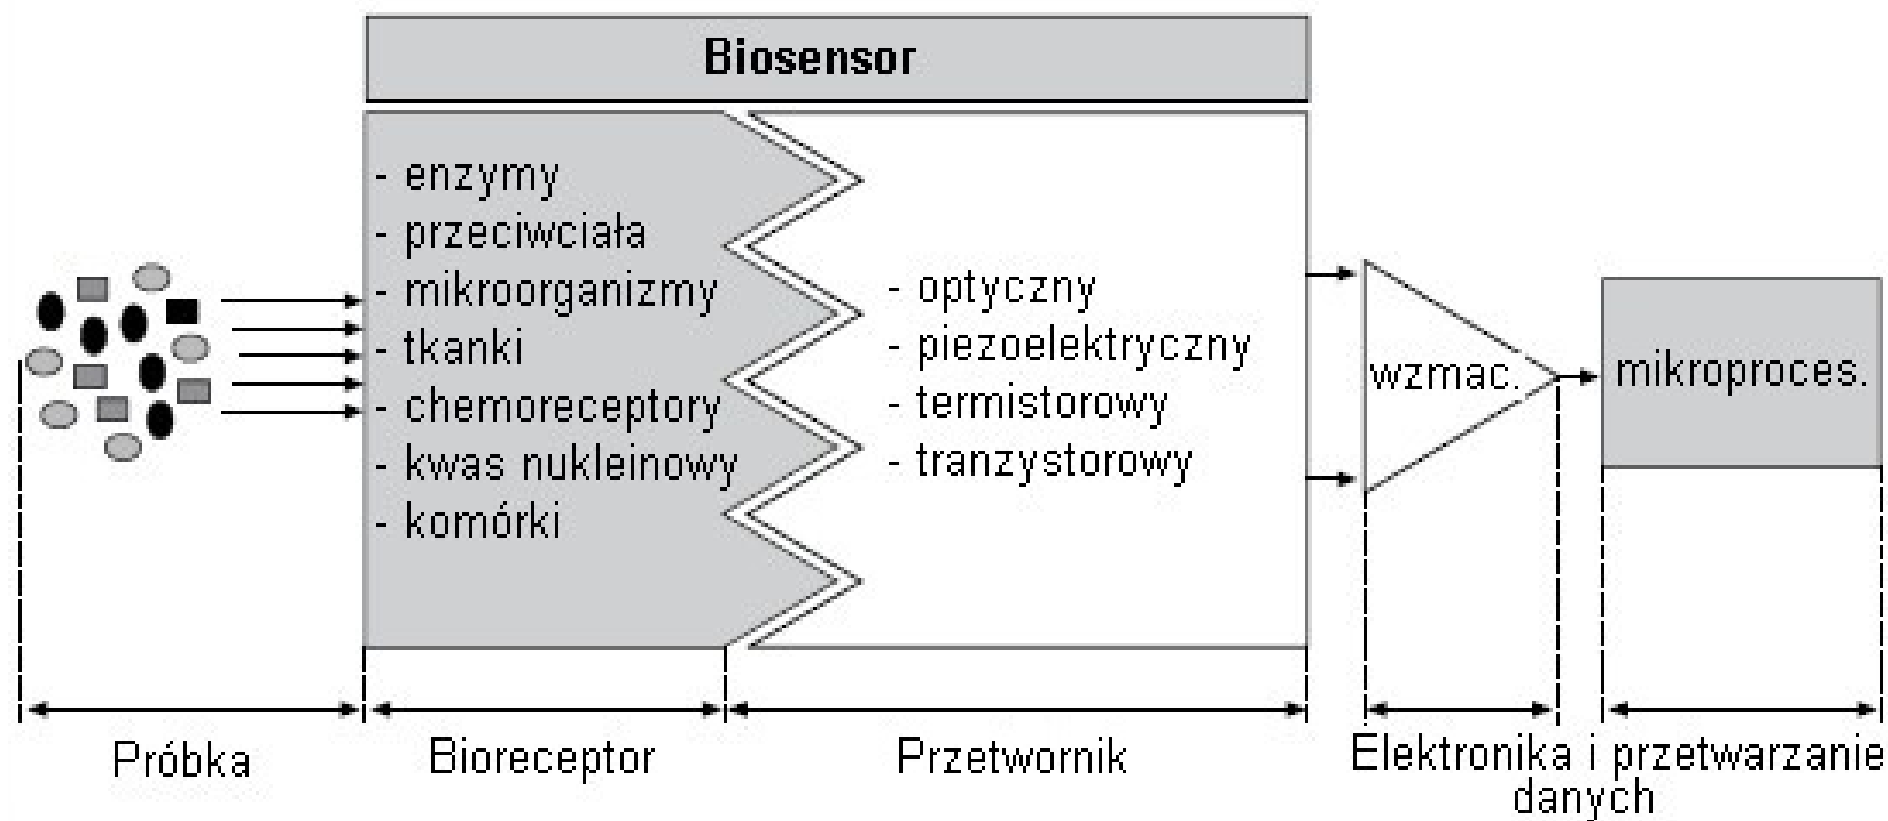 Biosensor
- enzymy
- przeciwciała
- mikroorganizmy
- tkanki
- chemoreceptory
- kwas nukleinowy
- komórki
- optyczny
- piezoelektryczny
- termistorowy
- tranzystorowy
wzmac.
mikroproces.
Próbka
Bioreceptor
Przetwornik
Elektronika i przetwarzanie
danych